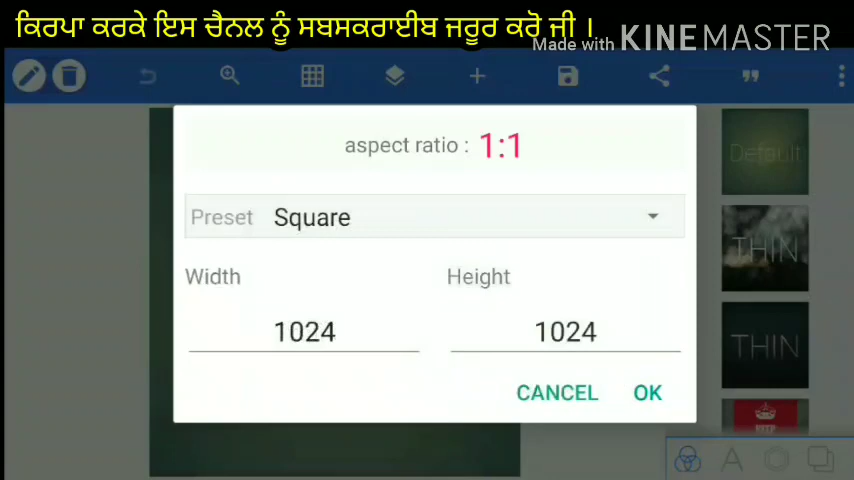 ਕਿਰਪਾ ਕਰਕੇ ਇਸ ਚੈਨਲ ਨੂੰ ਸਬਸਕਰਾਈਬ ਜਰੂਰ ਕਰੋ ਜੀ ।
Made with KINEMASTER
aspect ratio : 1:1
Default
Preset Square
THIN
Width Height
1024 1024
THIN
CANCEL OK
A